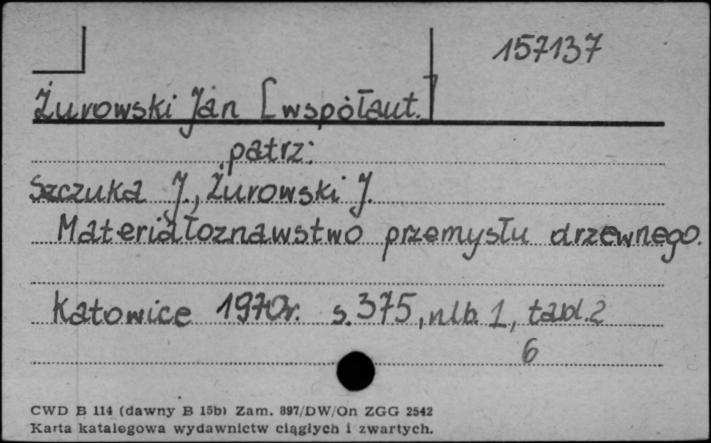 157137
Żurowski Jan [współaut.]
patrz:
Szczuka J., Żurowski J.
Materiałoznawstwo przemysłu drzewnego.
Katowice 1970r. s. 375, nlb. 1, tabl. 2
6
CWD B 114 (dawny B 15b) Zam. 897/DW/On ZGG 2542
Karta katalogowa wydawnictw ciągłych i zwartych.